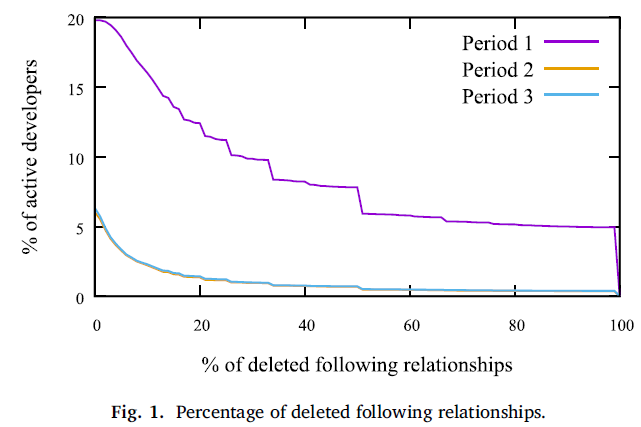 20
15
10
5
0
% of active developers
Period 1
Period 2
Period 3
0 20 40 60 80 100
% of deleted following relationships
Fig. 1. Percentage of deleted following relationships.